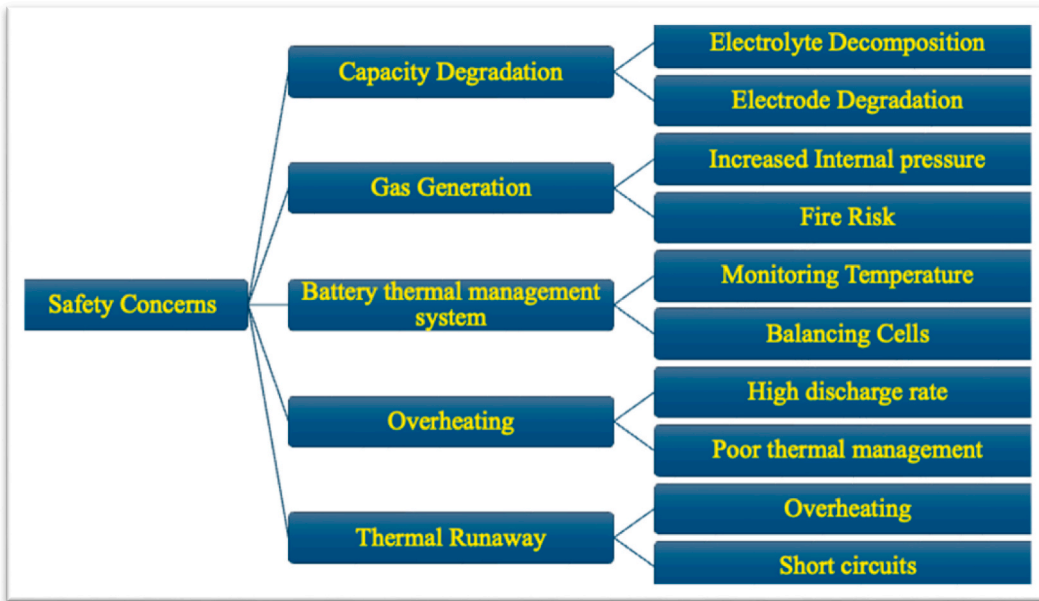 Safety Concerns
Capacity Degradation
Electrolyte Decomposition
Electrode Degradation
Gas Generation
Increased Internal pressure
Fire Risk
Battery thermal management
system
Monitoring Temperature
Balancing Cells
Overheating
High discharge rate
Poor thermal management
Thermal Runaway
Overheating
Short circuits